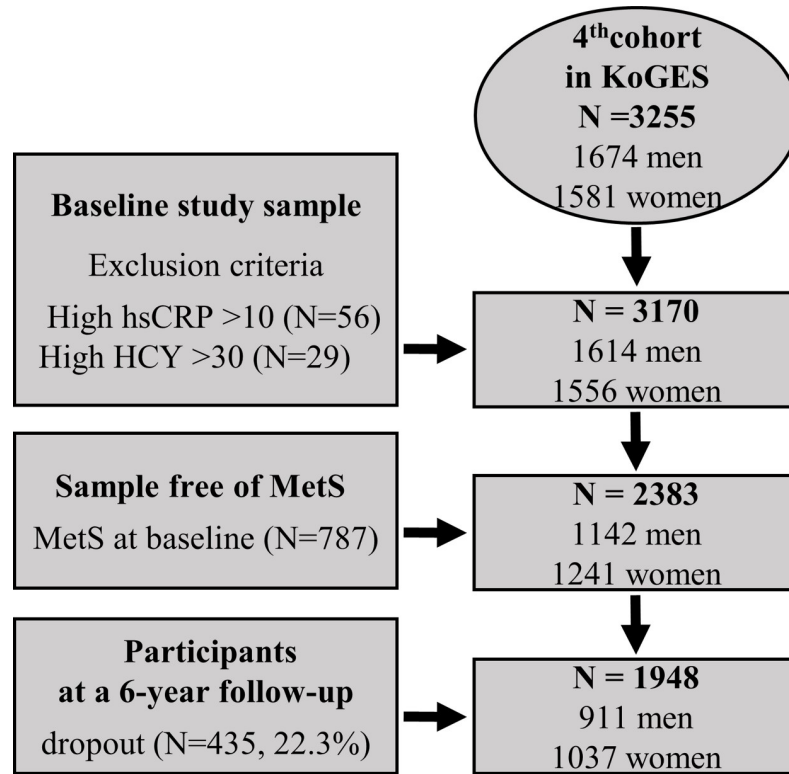 4thcohort
in KoGES
N =3255
1674 men
1581 women
Baseline study sample
Exclusion criteria
High hsCRP >10 (N=56)
High HCY >30 (N=29)
N = 3170
1614 men
1556 women
Sample free of MetS
MetS at baseline (N=787)
N = 2383
1142 men
1241 women
Participants
at a 6-year follow-up
dropout (N=435, 22.3%)
N = 1948
911 men
1037 women